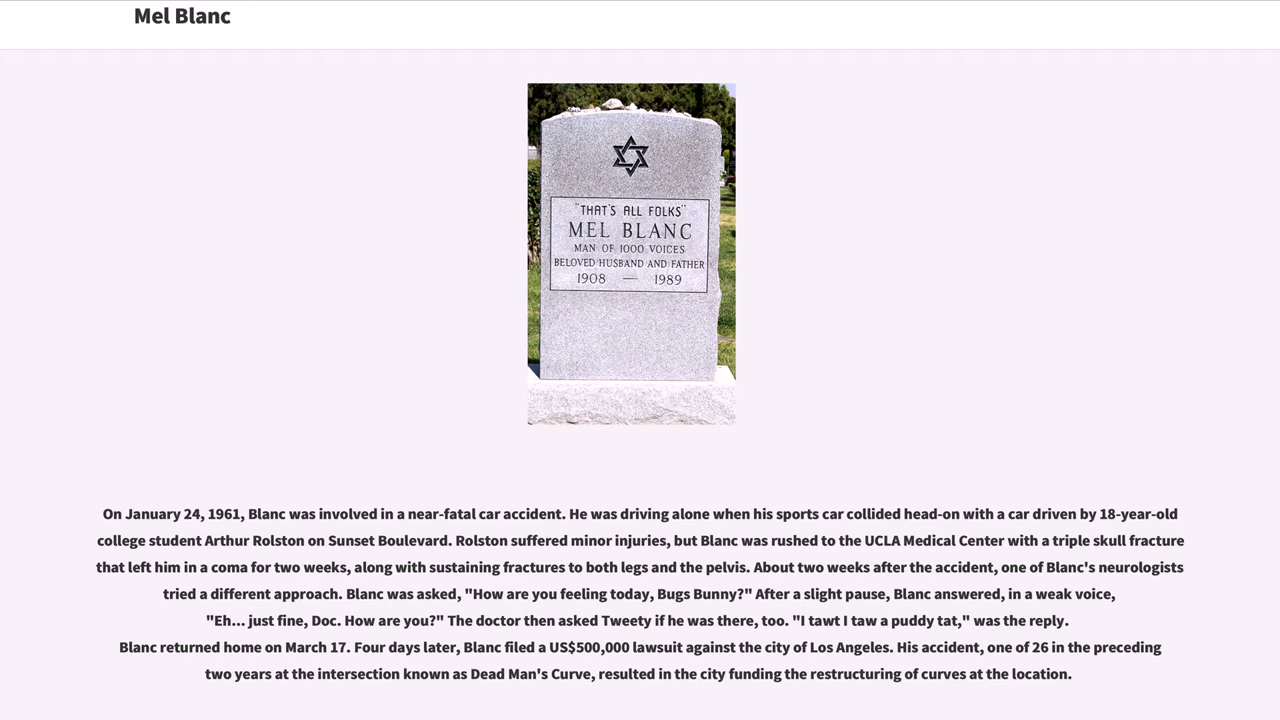 Mel Blanc
"THAT'S ALL FOLKS"
MEL BLANC
MAN OF 1000 VOICES
BELOVED HUSBAND AND FATHER
1908 — 1989
On January 24, 1961, Blanc was involved in a near-fatal car accident. He was driving alone when his sports car collided head-on with a car driven by 18-year-old
college student Arthur Rolston on Sunset Boulevard. Rolston suffered minor injuries, but Blanc was rushed to the UCLA Medical Center with a triple skull fracture
that left him in a coma for two weeks, along with sustaining fractures to both legs and the pelvis. About two weeks after the accident, one of Blanc's neurologists
tried a different approach. Blanc was asked, "How are you feeling today, Bugs Bunny?" After a slight pause, Blanc answered, in a weak voice,
"Eh... just fine, Doc. How are you?" The doctor then asked Tweety if he was there, too. "I tawt I taw a puddy tat," was the reply.
Blanc returned home on March 17. Four days later, Blanc filed a US$500,000 lawsuit against the city of Los Angeles. His accident, one of 26 in the preceding
two years at the intersection known as Dead Man's Curve, resulted in the city funding the restructuring of curves at the location.